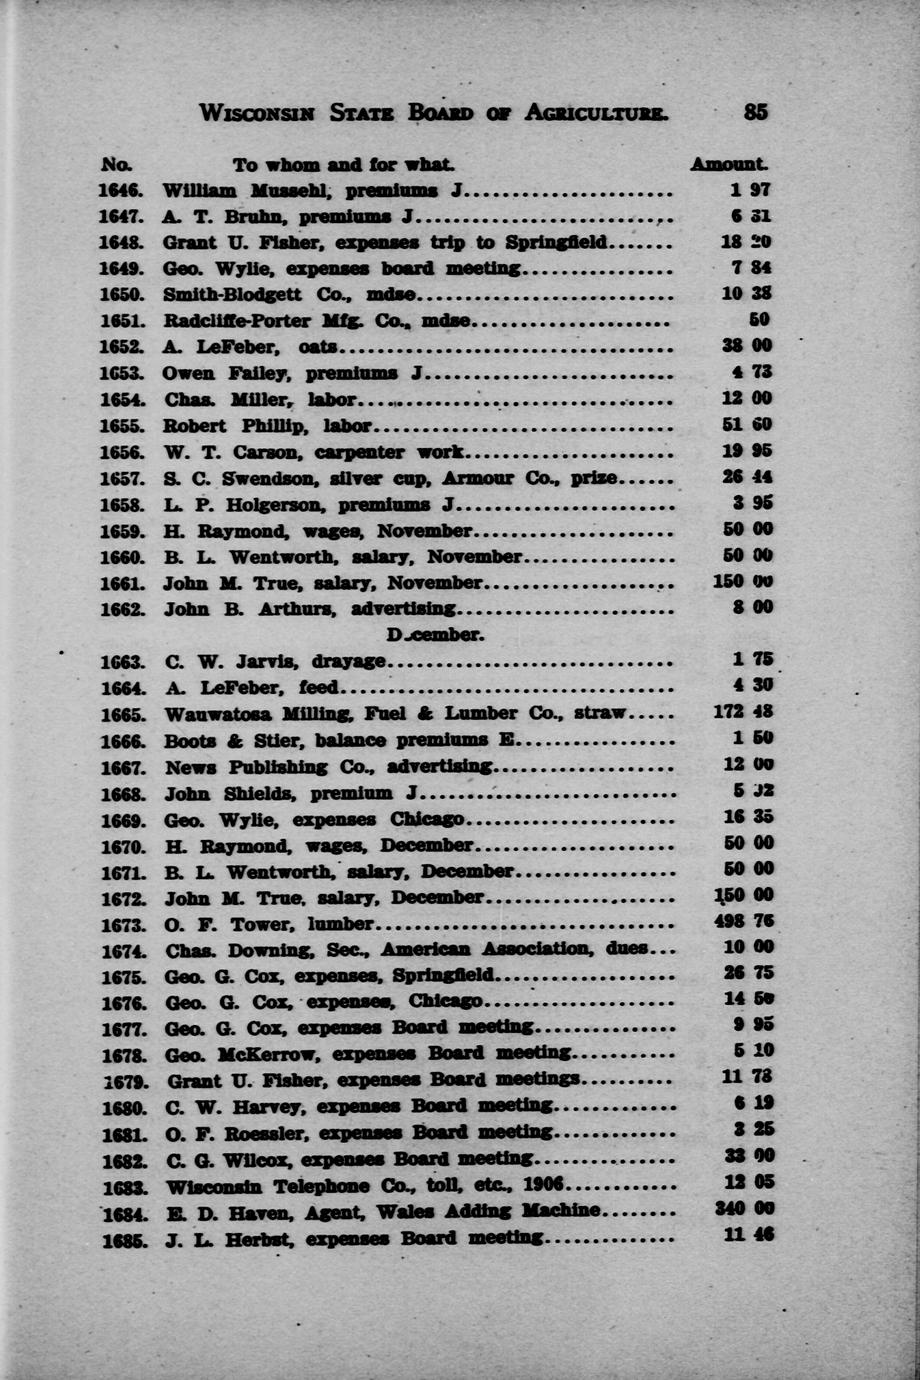 WISCONSIN STATE BOARD OF AGRICULTURE. 85
No. To whom and for what. Amount.
1646. William Mussehl, premiums J....................... 1 97
1647. A. T. Bruhn, premiums J............................ 6 31
1648. Grant U. Fisher, expenses trip to Springfield....... 18 20
1649. Geo. Wylie, expenses board meeting................ 7 84
1650. Smith-Blodgett Co., mdse........................... 10 38
1651. Radcliffe-Porter Mfg. Co., mdse..................... 50
1652. A. LeFeber, oats................................... 38 00
1653. Owen Failey, premiums J.......................... 4 73
1654. Chas. Miller, labor................................. 12 00
1655. Robert Phillip, labor............................... 51 60
1656. W. T. Carson, carpenter work...................... 19 95
1657. S. C. Swendson, silver cup, Armour Co., prize...... 26 44
1658. L. P. Holgerson, premiums J....................... 3 95
1659. H. Raymond, wages, November..................... 50 00
1660. B. L. Wentworth, salary, November................ 50 00
1661. John M. True, salary, November.................... 150 00
1662. John B. Arthurs, advertising....................... 8 00
December.
1663. C. W. Jarvis, drayage.............................. 1 75
1664. A. LeFeber, feed................................... 4 30
1665. Wauwatosa Milling, Fuel & Lumber Co., straw..... 172 48
1666. Boots & Stier, balance premiums E................. 1 50
1667. News Publishing Co., advertising................... 12 00
1668. John Shields, premium J........................... 5 02
1669. Geo. Wylie, expenses Chicago...................... 16 35
1670. H. Raymond, wages, December..................... 50 00
1671. B. L. Wentworth, salary, December................. 50 00
1672. John M. True, salary, December.................... 150 00
1673. O. F. Tower, lumber............................... 498 76
1674. Chas. Downing, Sec., American Association, dues... 10 00
1675. Geo. G. Cox, expenses, Springfield................... 26 75
1676. Geo. G. Cox, expenses, Chicago.................... 14 50
1677. Geo. G. Cox, expenses Board meeting............... 9 95
1678. Geo. McKerrow, expenses Board meeting........... 5 10
1679. Grant U. Fisher, expenses Board meetings.......... 11 73
1680. C. W. Harvey, expenses Board meeting............. 6 19
1681. O. F. Roessler, expenses Board meeting............. 3 25
1682. C. G. Wilcox, expenses Board meeting............... 33 00
1683. Wisconsin Telephone Co., toll, etc., 1906............ 12 05
1684. E. D. Haven, Agent, Wales Adding Machine........ 340 00
1685. J. L. Herbst, expenses Board meeting.............. 11 46